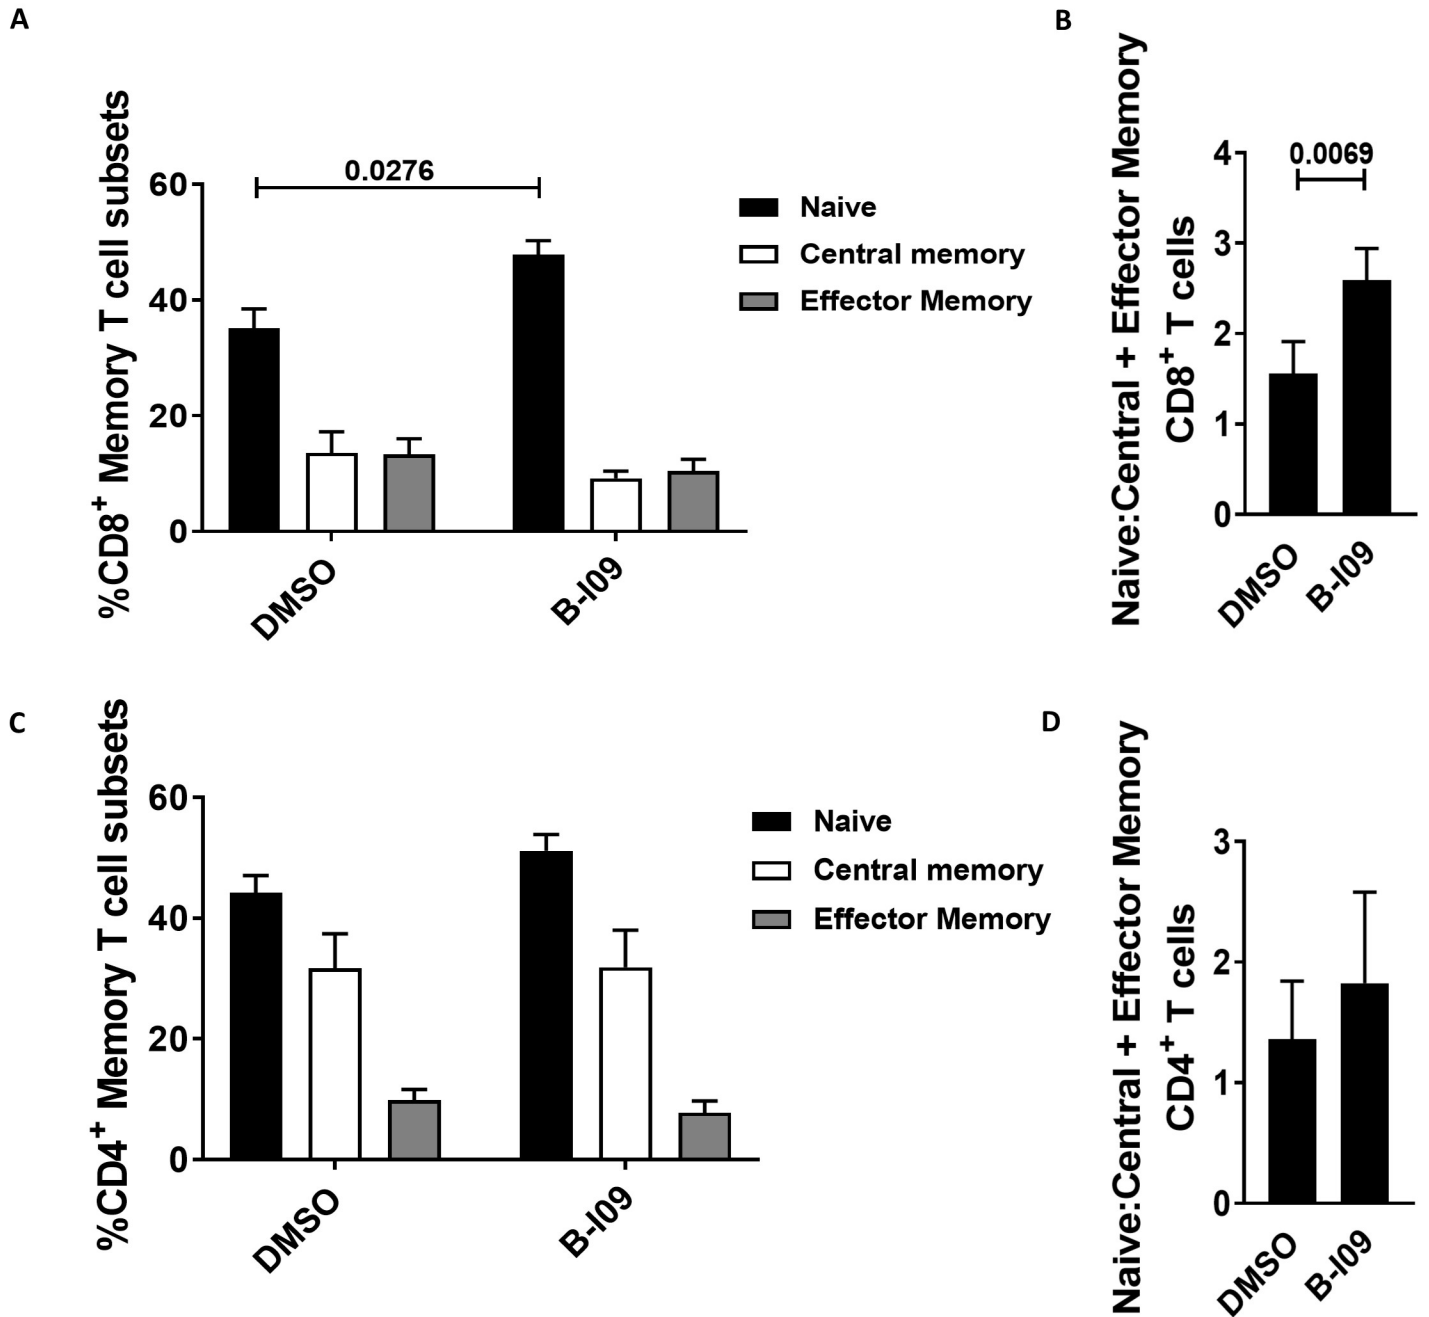 A
%CD8+ Memory T cell subsets
60
40
20
0
0.0276
DMSO
B-I09
Naive
Central memory
Effector Memory
B
Naive:Central + Effector Memory
CD8+ T cells
4
3
2
1
0
0.0069
DMSO
B-I09
C
%CD4+ Memory T cell subsets
60
40
20
0
DMSO
B-I09
Naive
Central memory
Effector Memory
D
Naive:Central + Effector Memory
CD4+ T cells
3
2
1
0
DMSO
B-I09